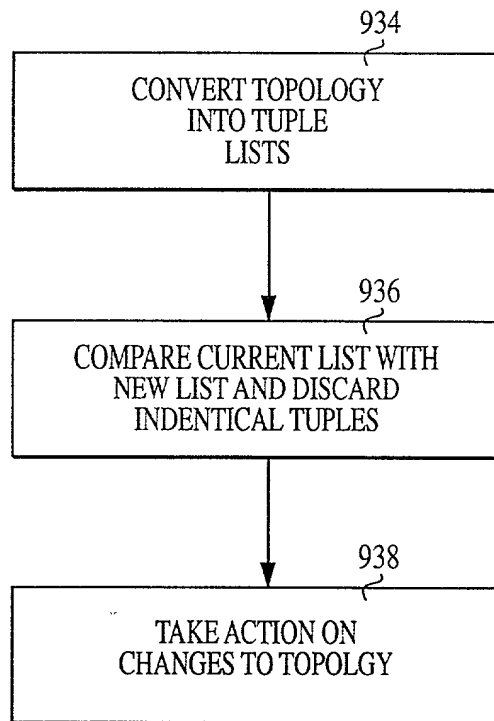 934
CONVERT TOPOLOGY
INTO TUPLE
LISTS
936
COMPARE CURRENT LIST WITH
NEW LIST AND DISCARD
INDENTICAL TUPLES
938
TAKE ACTION ON
CHANGES TO TOPOLGY